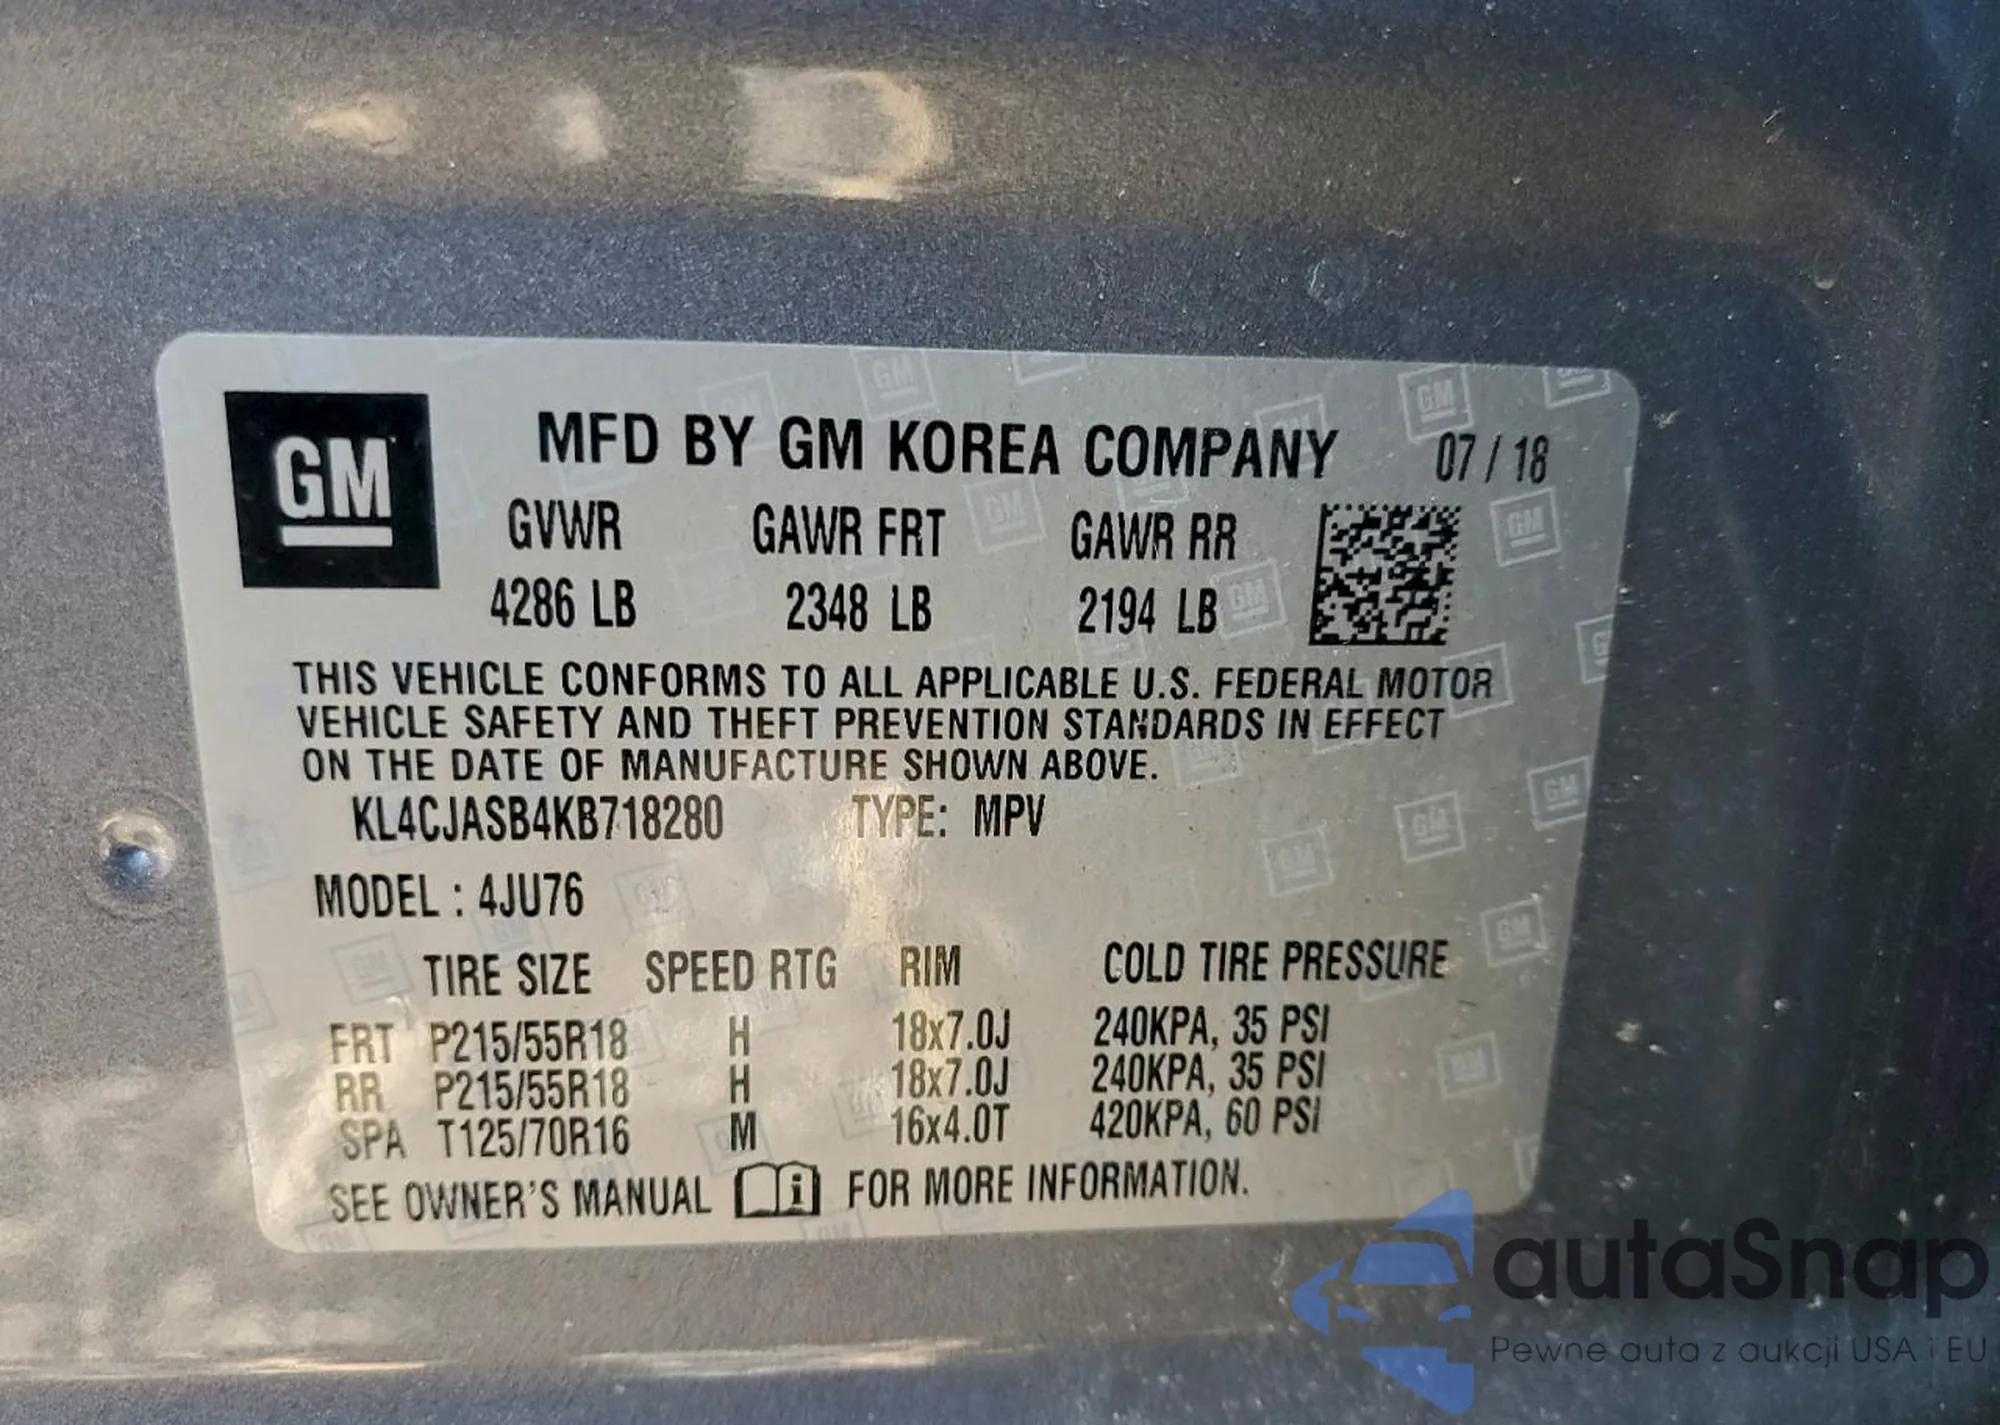 GM
MFD BY GM KOREA COMPANY 07 / 18
GVWR GAWR FRT GAWR RR
4286 LB 2348 LB 2194 LB
THIS VEHICLE CONFORMS TO ALL APPLICABLE U.S. FEDERAL MOTOR
VEHICLE SAFETY AND THEFT PREVENTION STANDARDS IN EFFECT
ON THE DATE OF MANUFACTURE SHOWN ABOVE.
KL4CJASB4KB718280 TYPE: MPV
MODEL : 4JU76
TIRE SIZE SPEED RTG RIM COLD TIRE PRESSURE
FRT P215/55R18 H 18x7.0J 240KPA, 35 PSI
RR P215/55R18 H 18x7.0J 240KPA, 35 PSI
SPA T125/70R16 M 16x4.0T 420KPA, 60 PSI
SEE OWNER'S MANUAL i FOR MORE INFORMATION.
autaSnap
Pewne auta z aukcji USA i EU